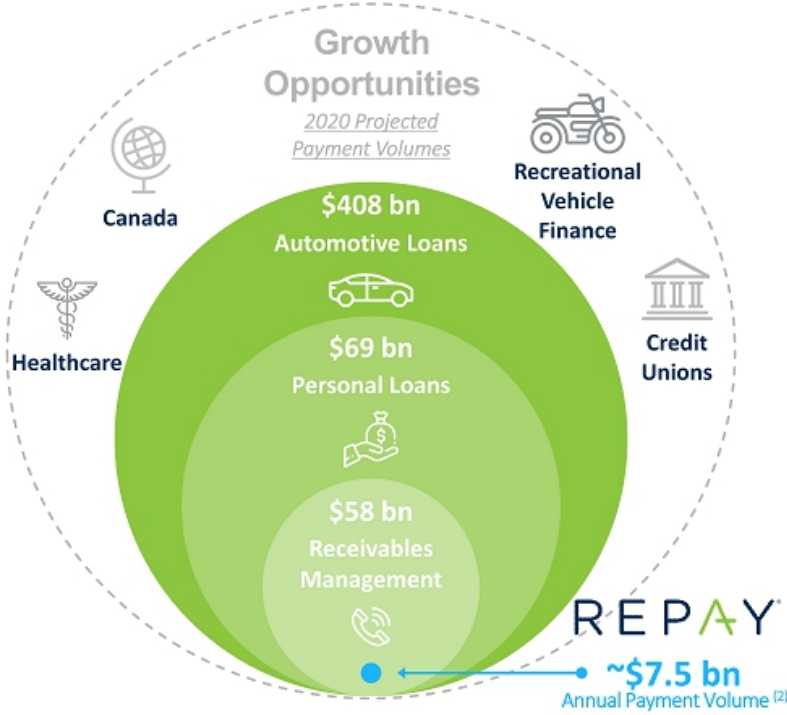 Growth
Opportunities
2020 Projected
Payment Volumes
Canada
Recreational
Vehicle
Finance
Healthcare
Credit
Unions
$408 bn
Automotive Loans
$69 bn
Personal Loans
$
$58 bn
Receivables
Management
REPAY
~$7.5 bn
Annual Payment Volume (2)